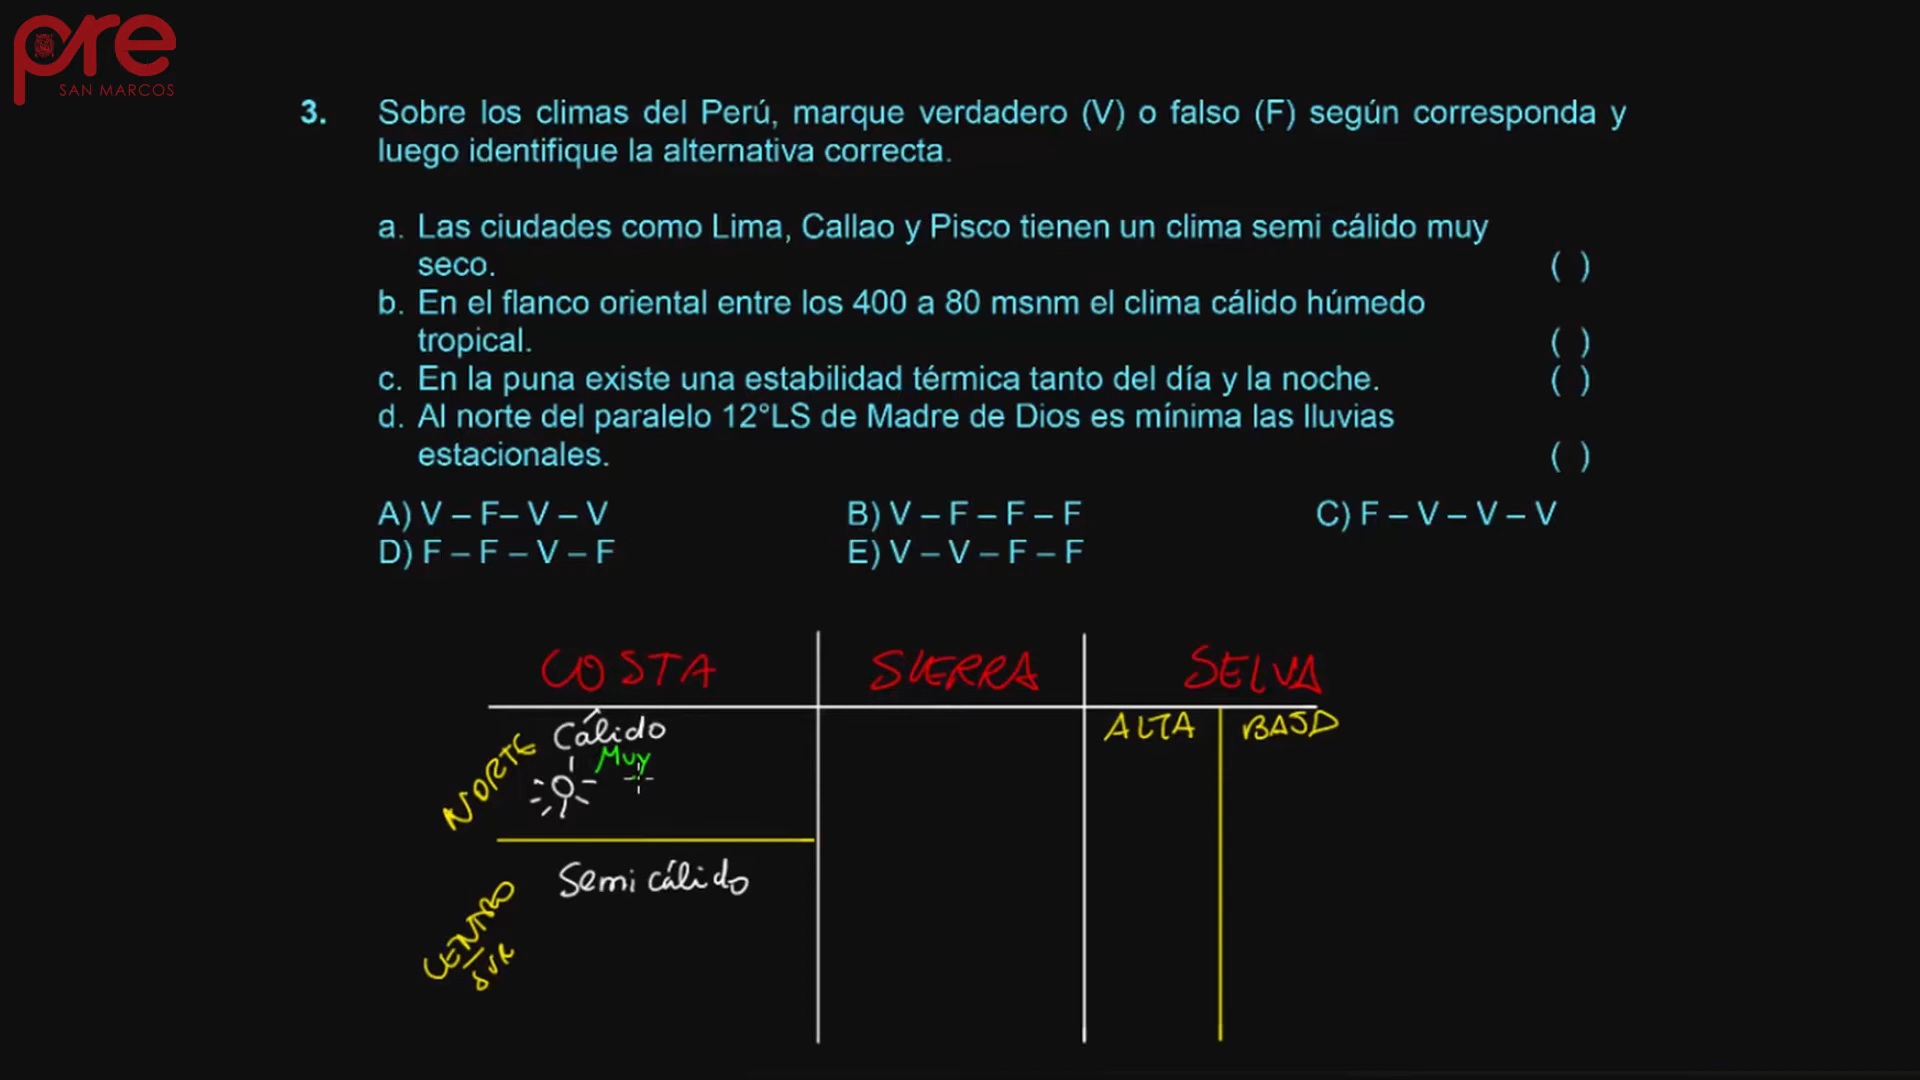 pre
SAN MARCOS
3. Sobre los climas del Perú, marque verdadero (V) o falso (F) según corresponda y
luego identifique la alternativa correcta.
a. Las ciudades como Lima, Callao y Pisco tienen un clima semi cálido muy
seco. ( )
b. En el flanco oriental entre los 400 a 80 msnm el clima cálido húmedo
tropical. ( )
c. En la puna existe una estabilidad térmica tanto del día y la noche. ( )
d. Al norte del paralelo 12°LS de Madre de Dios es mínima las lluvias
estacionales. ( )
A) V – F– V – V B) V – F – F – F C) F – V – V – V
D) F – F – V – F E) V – V – F – F
COSTA SIERRA SELVA
ALTA BAJA
NORTE
Cálido
Muy
Semi cálido
CENTRO
SUR